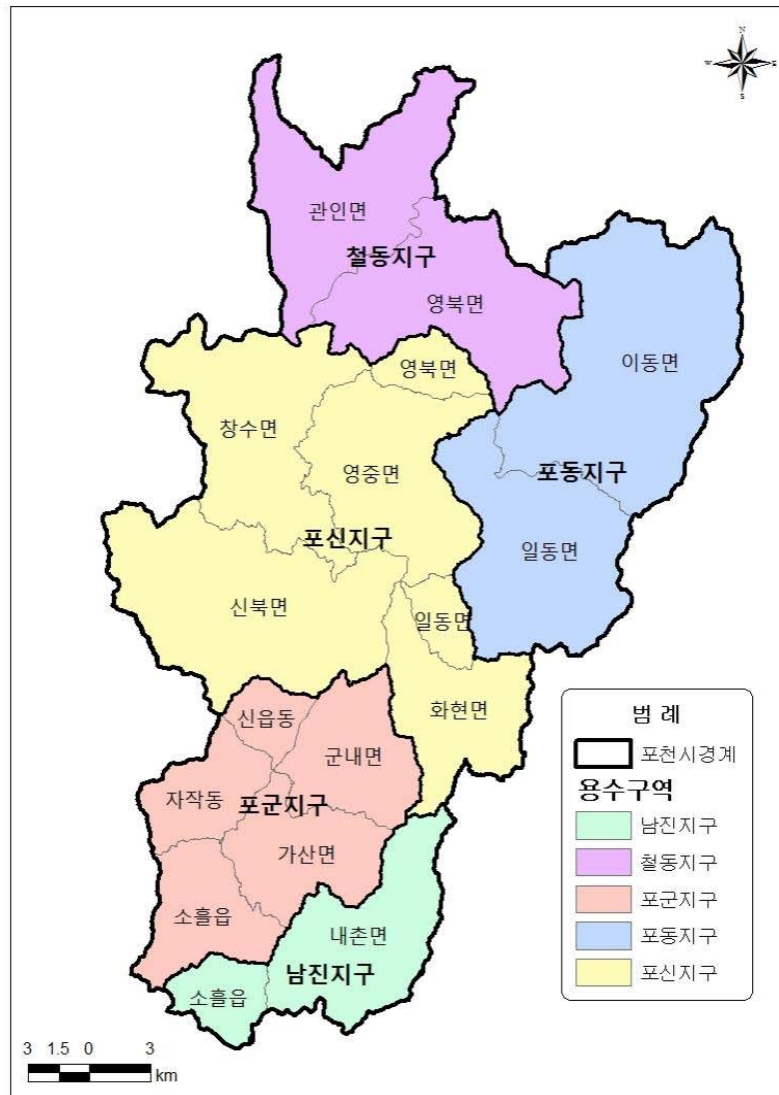 N
W
E
S
관인면
철동지구
영북면
이동면
영북면
창수면
영중면
포동지구
포신지구
일동면
신북면
일동면
화현면
신읍동
군내면
자작동
포군지구
가산면
소흘읍
내촌면
남진지구
소흘읍
범 례
포천시경계
용수구역
남진지구
철동지구
포군지구
포동지구
포신지구
3 1.5 0 3
km